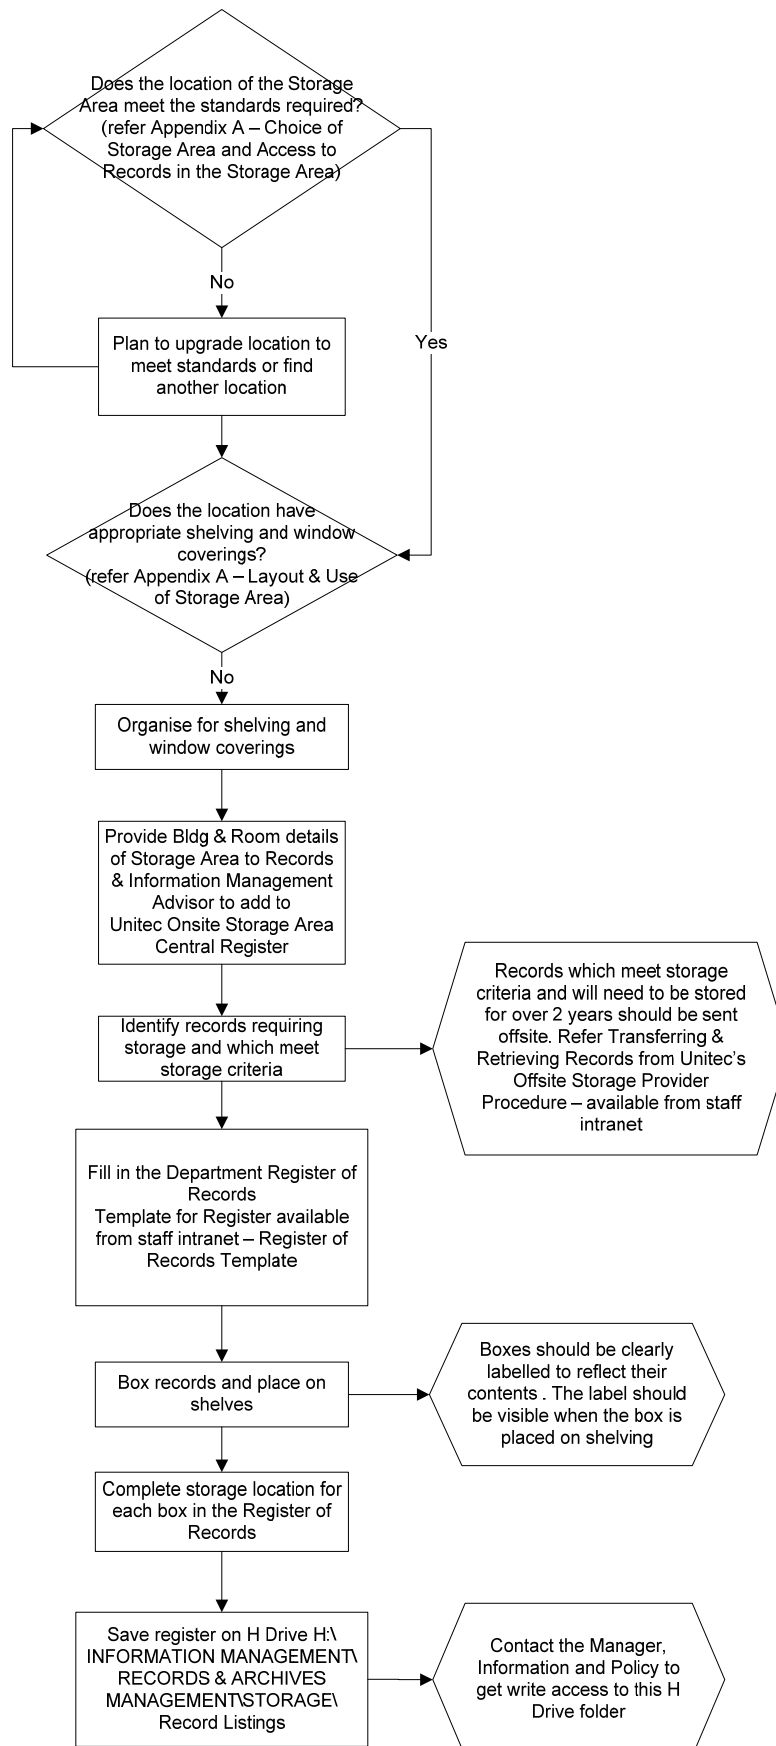 Does the location of the Storage
Area meet the standards required?
(refer Appendix A – Choice of
Storage Area and Access to
Records in the Storage Area)
No
Yes
Plan to upgrade location to
meet standards or find
another location
Does the location have
appropriate shelving and window
coverings?
(refer Appendix A – Layout & Use
of Storage Area)
No
Organise for shelving and
window coverings
Provide Bldg & Room details
of Storage Area to Records
& Information Management
Advisor to add to
Unitec Onsite Storage Area
Central Register
Identify records requiring
storage and which meet
storage criteria
Records which meet storage
criteria and will need to be stored
for over 2 years should be sent
offsite. Refer Transferring &
Retrieving Records from Unitec's
Offsite Storage Provider
Procedure – available from staff
intranet
Fill in the Department Register of
Records
Template for Register available
from staff intranet – Register of
Records Template
Box records and place on
shelves
Boxes should be clearly
labelled to reflect their
contents . The label should
be visible when the box is
placed on shelving
Complete storage location for
each box in the Register of
Records
Save register on H Drive H:\
INFORMATION MANAGEMENT\
RECORDS & ARCHIVES
MANAGEMENT\STORAGE\
Record Listings
Contact the Manager,
Information and Policy to
get write access to this H
Drive folder